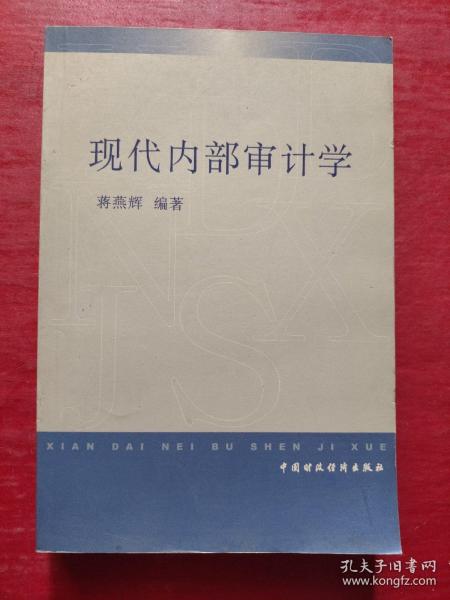 现代内部审计学
蒋燕辉 编著
XIAN DAI NEI BU SHEN JI XUE
中国财政经济出版社
孔夫子旧书网
www.kongfz.com